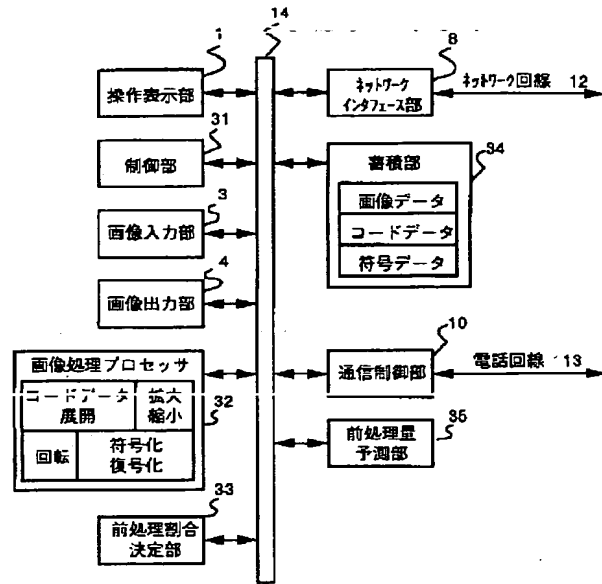 14
1
操作表示部
8
ネットワーク
インタフェース部
ネットワーク回線 12
31
制御部
34
蓄積部
画像データ
コードデータ
符号データ
3
画像入力部
4
画像出力部
画像処理プロセッサ
コードデータ
展開
拡大
縮小
回転
符号化
復号化
32
10
通信制御部
電話回線 13
35
前処理量
予測部
33
前処理割合
決定部